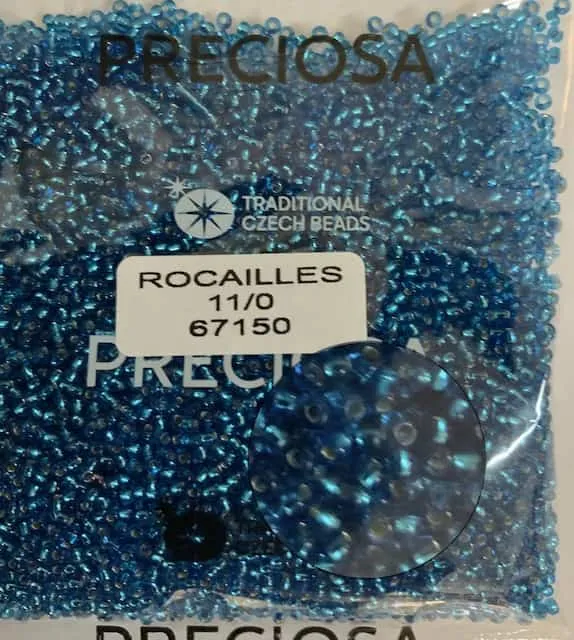 PRECIOSA
TRADITIONAL
CZECH BEADS
ROCAILLES
11/0
67150
PRECIOSA
PRECIOSA